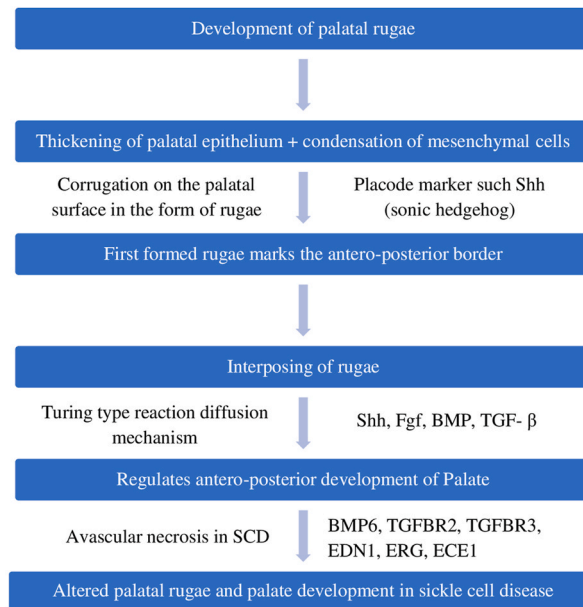 Development of palatal rugae
Thickening of palatal epithelium + condensation of mesenchymal cells
Corrugation on the palatal
surface in the form of rugae
Placode marker such Shh
(sonic hedgehog)
First formed rugae marks the antero-posterior border
Interposing of rugae
Turing type reaction diffusion
mechanism
Shh, Fgf, BMP, TGF- β
Regulates antero-posterior development of Palate
Avascular necrosis in SCD
BMP6, TGFBR2, TGFBR3,
EDN1, ERG, ECE1
Altered palatal rugae and palate development in sickle cell disease